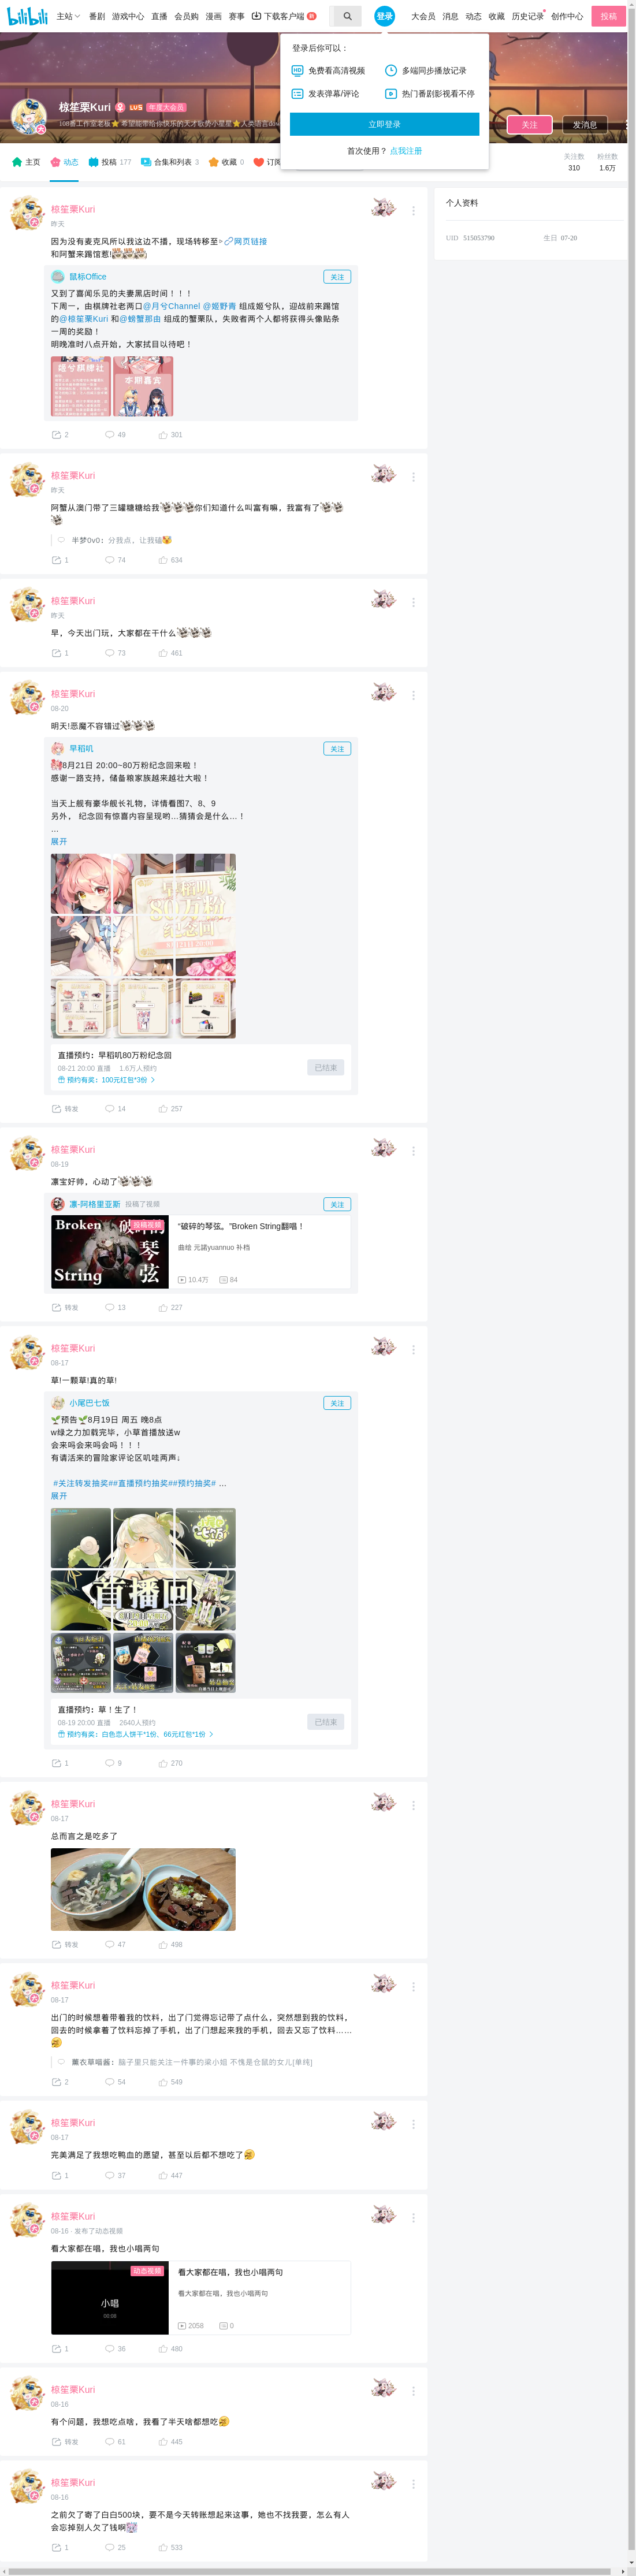 bilibili 主站 番剧 游戏中心 直播 会员购 漫画 赛事 下载客户端 登录 大会员 消息 动态 收藏 历史记录 创作中心 投稿
登录后你可以：
免费看高清视频 多端同步播放记录
发表弹幕/评论 热门番剧影视看不停
立即登录
首次使用？ 点我注册
椋笙栗Kuri LV5 年度大会员
关注 发消息
主页 动态 投稿 177 合集和列表 3 收藏 0 订阅
关注数 粉丝数
310 1.6万
个人资料
UID 515053790 生日 07-20
椋笙栗Kuri
昨天
因为没有麦克风所以我这边不播，现场转移至> 网页链接
和阿蟹来踢馆惹!
鼠标Office 关注
又到了喜闻乐见的夫妻黑店时间！！！
下周一，由棋牌社老两口@月兮Channel @姬野青 组成姬兮队，迎战前来踢馆
的@椋笙栗Kuri 和@螃蟹那由 组成的蟹栗队，失败者两个人都将获得头像贴条
一周的奖励！
明晚准时八点开始，大家拭目以待吧！
姬兮棋牌社 本期嘉宾
2 49 301
椋笙栗Kuri
昨天
阿蟹从澳门带了三罐糖糖给我你们知道什么叫富有嘛，我富有了
半梦0v0：分我点，让我磕
1 74 634
椋笙栗Kuri
昨天
早，今天出门玩，大家都在干什么
1 73 461
椋笙栗Kuri
08-20
明天!恶魔不容错过
早稻叽 关注
8月21日 20:00~80万粉纪念回来啦！
感谢一路支持，储备粮家族越来越壮大啦！
当天上舰有豪华舰长礼物，详情看图7、8、9
另外， 纪念回有惊喜内容呈现哟…猜猜会是什么…！
...
展开
早稻叽
80万粉
纪念回
直播预约：早稻叽80万粉纪念回
08-21 20:00 直播 1.6万人预约
预约有奖：100元红包*3份
已结束
转发 14 257
椋笙栗Kuri
08-19
凛宝好帅，心动了
凛-阿格里亚斯 投稿了视频 关注
Broken String 破碎的琴弦 投稿视频
“破碎的琴弦。”Broken String翻唱！
曲绘 元諾yuannuo 补档
10.4万 84
转发 13 227
椋笙栗Kuri
08-17
草!一颗草!真的草!
小尾巴七饭 关注
🌱预告🌱8月19日 周五 晚8点
w绿之力加载完毕，小草首播放送w
会来吗会来吗会吗！！！
有请活来的冒险家评论区叽哇两声↓
#关注转发抽奖##直播预约抽奖##预约抽奖# ...
展开
首播回
直播预约：草！生了！
08-19 20:00 直播 2640人预约
预约有奖：白色恋人饼干*1份、66元红包*1份
已结束
1 9 270
椋笙栗Kuri
08-17
总而言之是吃多了
转发 47 498
椋笙栗Kuri
08-17
出门的时候想着带着我的饮料，出了门觉得忘记带了点什么，突然想到我的饮料，
回去的时候拿着了饮料忘掉了手机，出了门想起来我的手机，回去又忘了饮料……
薰衣草喵酱：脑子里只能关注一件事的梁小姐 不愧是仓鼠的女儿[单纯]
2 54 549
椋笙栗Kuri
08-17
完美满足了我想吃鸭血的愿望，甚至以后都不想吃了
1 37 447
椋笙栗Kuri
08-16 · 发布了动态视频
看大家都在唱，我也小唱两句
动态视频
小唱
00:08
看大家都在唱，我也小唱两句
看大家都在唱，我也小唱两句
2058 0
1 36 480
椋笙栗Kuri
08-16
有个问题，我想吃点啥，我看了半天啥都想吃
转发 61 445
椋笙栗Kuri
08-16
之前欠了寄了白白500块，要不是今天转账想起来这事，她也不找我要，怎么有人
会忘掉别人欠了钱啊
1 25 533